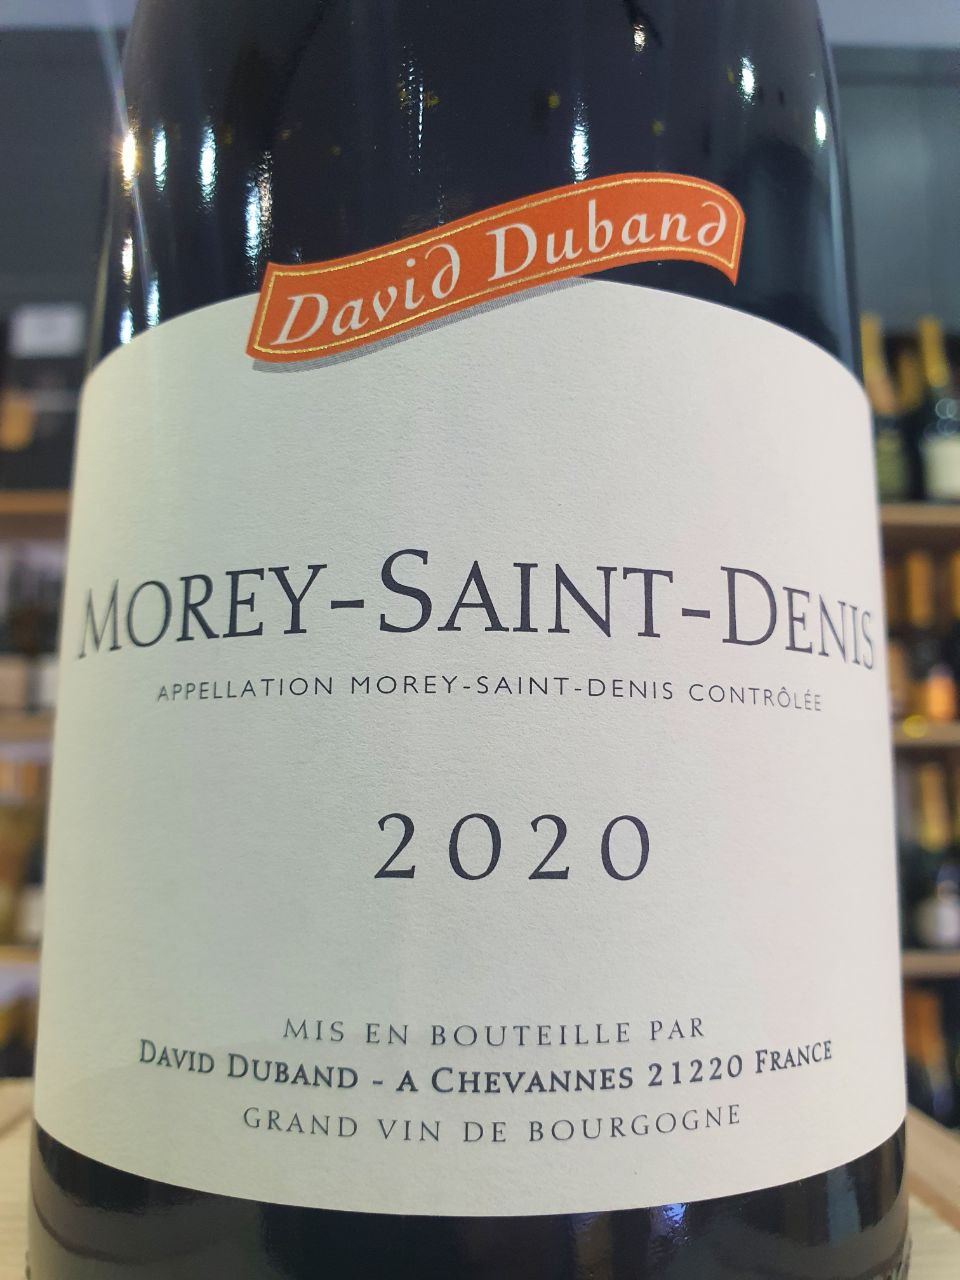 David Duband
MOREY-SAINT-DENIS
APPELLATION MOREY-SAINT-DENIS CONTRÔLÉE
2020
MIS EN BOUTEILLE PAR
DAVID DUBAND - A CHEVANNES 21220 FRANCE
GRAND VIN DE BOURGOGNE